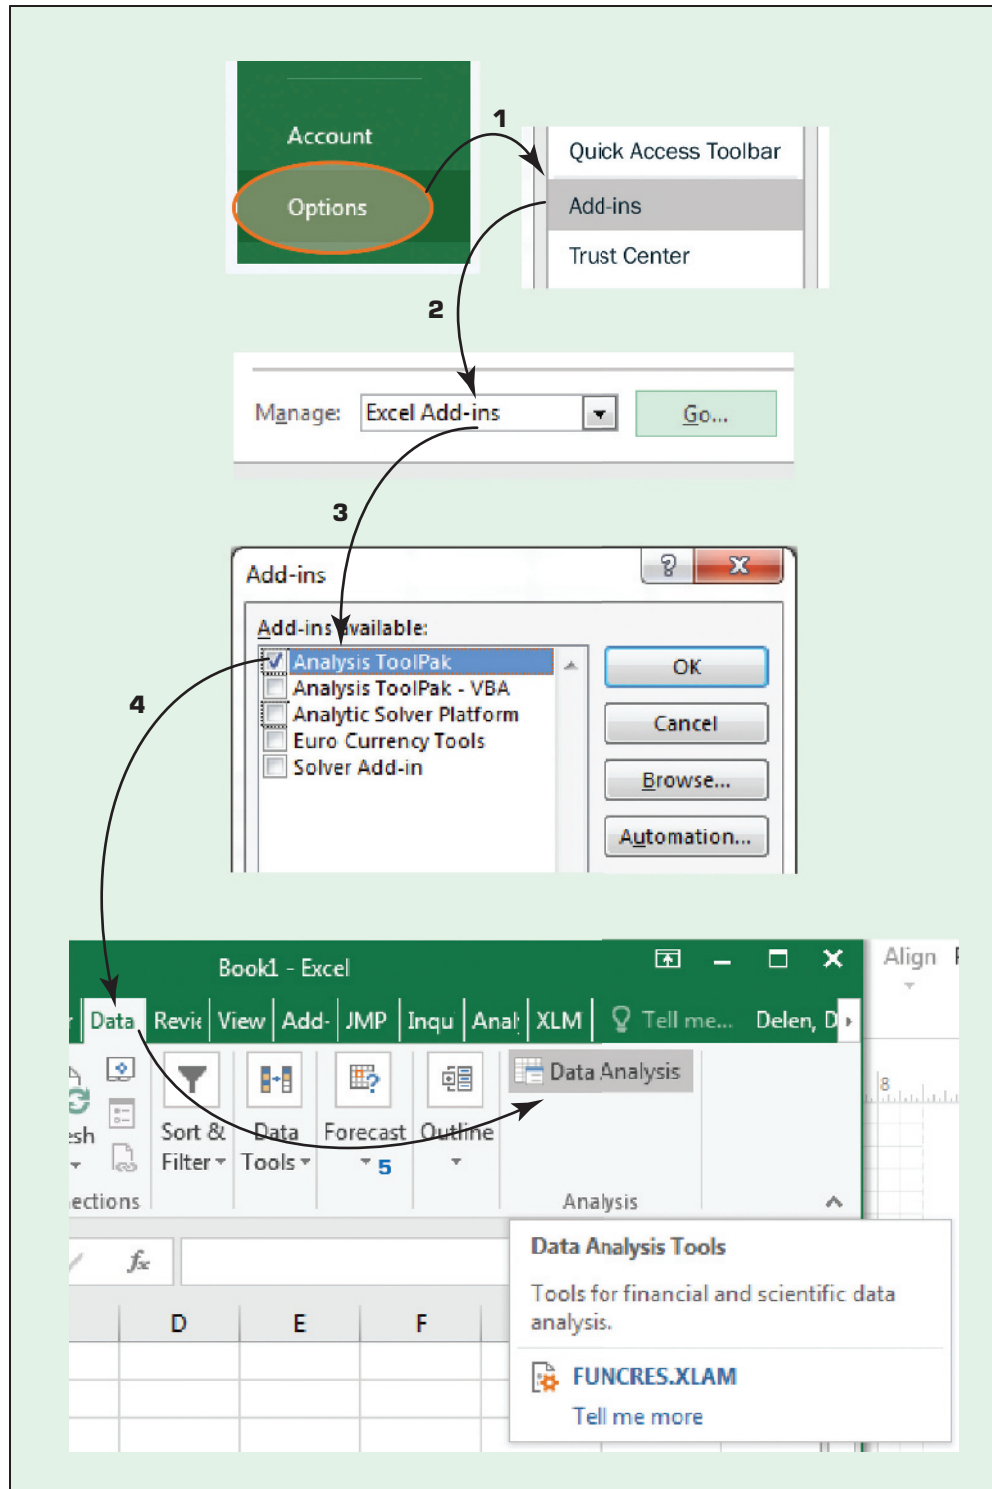 Account
Options
1
Quick Access Toolbar
Add-ins
Trust Center
2
Manage: Excel Add-ins Go...
3
Add-ins
Add-ins available:
Analysis ToolPak
Analysis ToolPak - VBA
Analytic Solver Platform
Euro Currency Tools
Solver Add-in
OK
Cancel
Browse...
Automation...
4
Book1 - Excel
Align
r Data Revie View Add- JMP Inqu Anal XLM Tell me... Delen, D
Data Analysis
8
esh Sort & Filter Data Tools Forecast Outline
5
ections Analysis
fx
Data Analysis Tools
Tools for financial and scientific data
analysis.
D E F
FUNCRES.XLAM
Tell me more